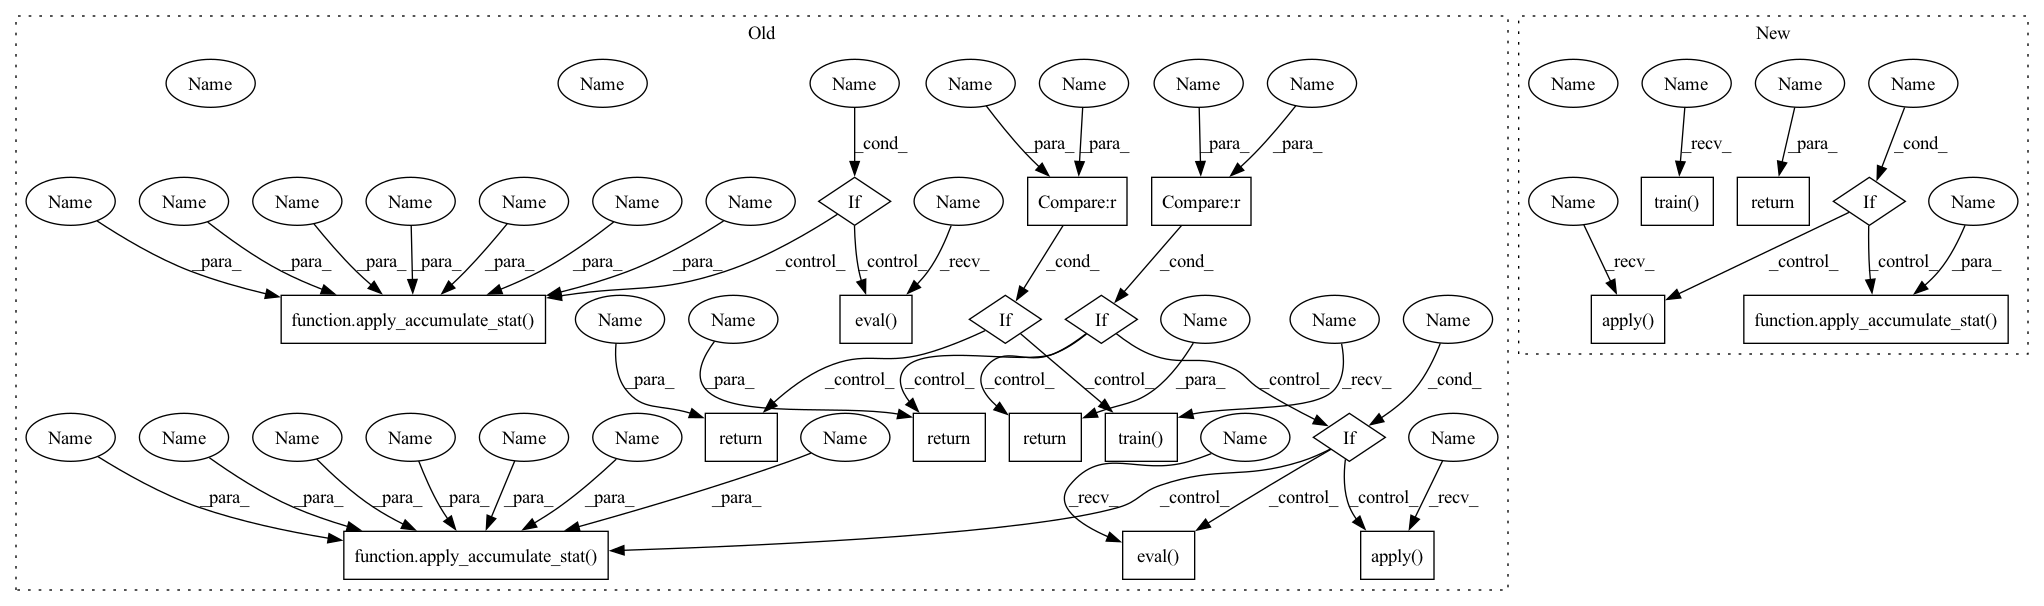 Old
New
Name Name Name Name Name Name Name Name Name Name Name
_cond_ _para_ _para_ _para_ _para_ _recv_ _para_ _cond_
Name Name Name Name Name Name Name If Name Compare:r Compare:r Name train() return If Name
_para_ _para_ _para_ _para_ _para_ _para_ _para_ _control_ _control_ _recv_ _cond_ _cond_ _recv_ _control_ _control_ _para_
function.apply_accumulate_stat() Name Name eval() If If Name Name Name apply() function.apply_accumulate_stat()
_para_ _para_ _control_ _control_ _control_ _control_ _para_ _control_ _recv_ _cond_
Name Name Name Name Name Name return Name return return train() Name If Name
_para_ _para_ _para_ _para_ _para_ _para_ _para_ _recv_ _control_ _control_ _control_ _recv_
function.apply_accumulate_stat() eval() apply()